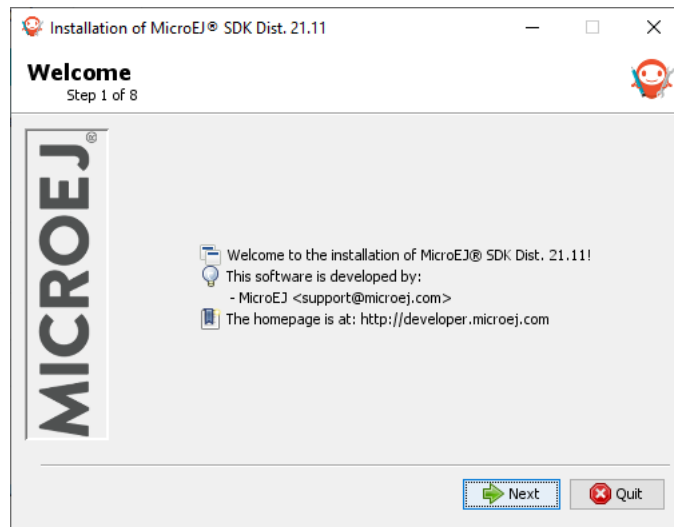 Installation of MicroEJ® SDK Dist. 21.11
Welcome
Step 1 of 8
MICROEJ®
Welcome to the installation of MicroEJ® SDK Dist. 21.11!
This software is developed by:
- MicroEJ <support@microej.com>
The homepage is at: http://developer.microej.com
Next
Quit